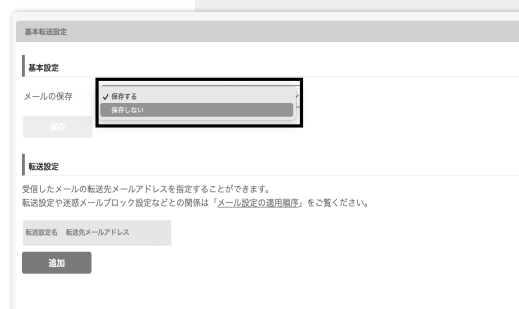 基本転送設定
基本設定
メールの保存
✓ 保存する
保存しない
保存
転送設定
受信したメールの転送先メールアドレスを指定することができます。
転送設定や迷惑メールブロック設定などとの関係は「メール設定の適用順序」をご覧ください。
転送設定名 転送先メールアドレス
追加